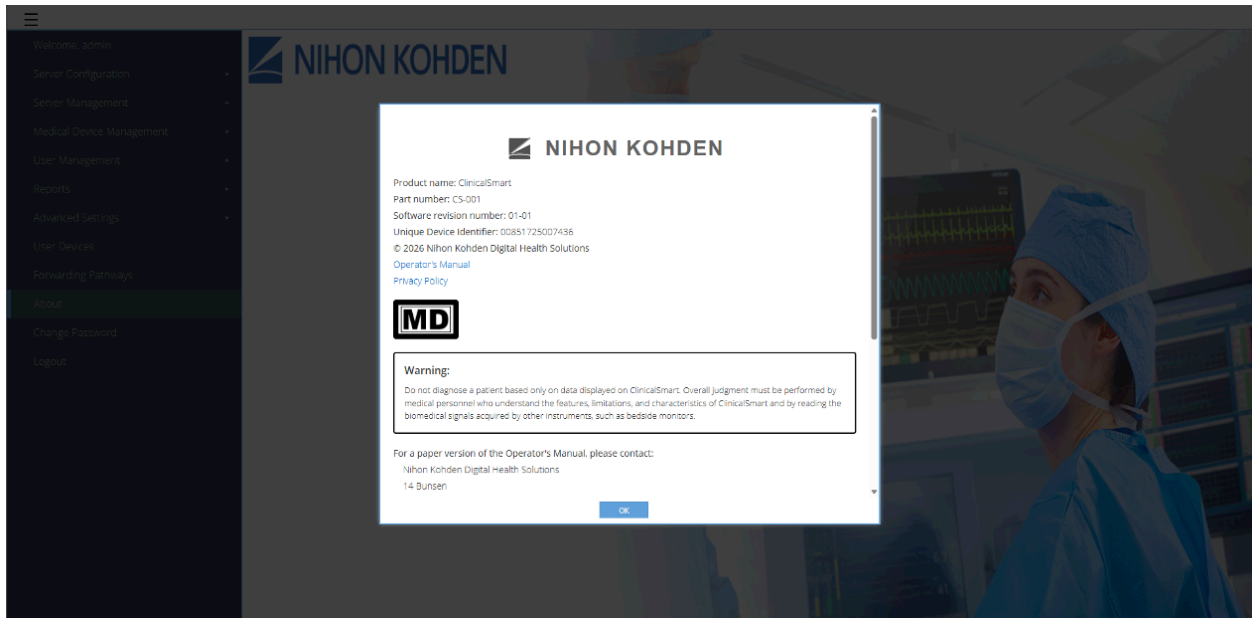 Welcome, admin
Server Configuration
Server Management
Medical Device Management
User Management
Reports
Advanced Settings
User Devices
Forwarding Pathways
About
Change Password
Logout
NIHON KOHDEN
NIHON KOHDEN
Product name: ClinicalSmart
Part number: CS-001
Software revision number: 01-01
Unique Device Identifier: 00851725007436
© 2026 Nihon Kohden Digital Health Solutions
Operator's Manual
Privacy Policy
MD
Warning:
Do not diagnose a patient based only on data displayed on ClinicalSmart. Overall judgment must be performed by
medical personnel who understand the features, limitations, and characteristics of ClinicalSmart and by reading the
biomedical signals acquired by other instruments, such as bedside monitors.
For a paper version of the Operator's Manual, please contact:
Nihon Kohden Digital Health Solutions
14 Bunsen
OK